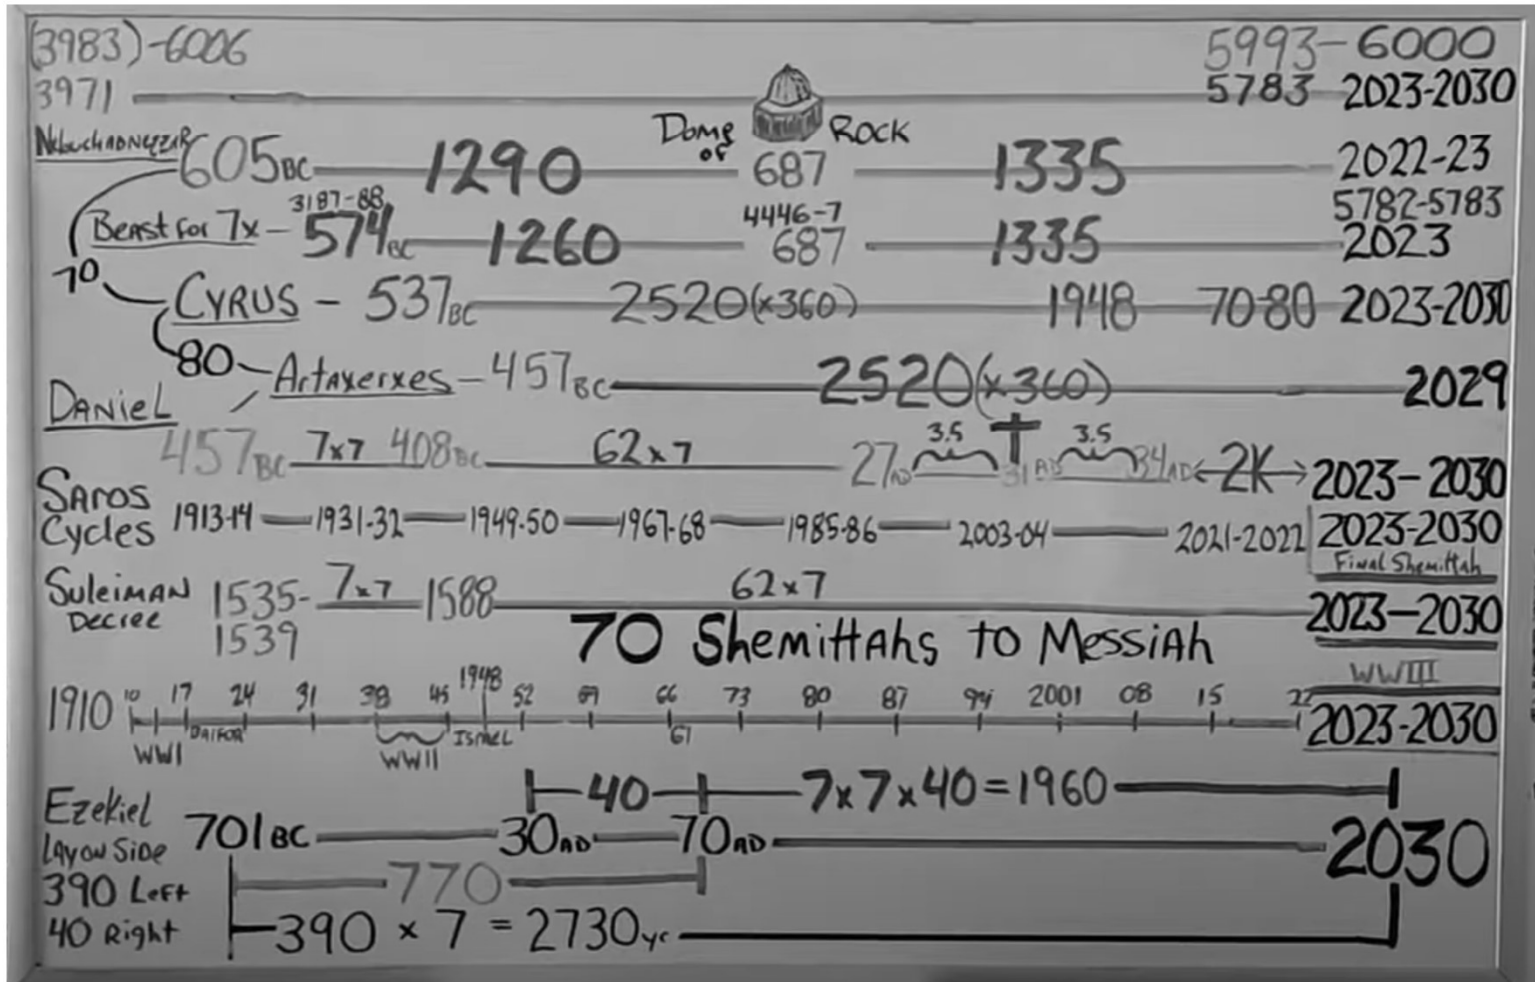 (3983)-6006 5993-6000
3971 5783 2023-2030
Dome of Rock
Nebuchadnezzar 605BC 1290 687 1335 2022-23
3187-88 4446-7 5782-5783
Beast for 7x - 574BC 1260 687 1335 2023
70
Cyrus - 537BC 2520(x360) 1948 70-80 2023-2030
80 Artaxerxes - 457BC 2520(x360) 2029
Daniel
457BC 7x7 408BC 62x7 27AD 3.5 31AD 3.5 34AD 2K 2023-2030
Saros Cycles 1913-14 1931-32 1949-50 1967-68 1985-86 2003-04 2021-2022 2023-2030
Final Shemittah
Suleiman Decree 1535-1539 7x7 1588 62x7 2023-2030
70 Shemittahs to Messiah
WWIII
1910 10 17 24 31 38 45 1948 52 59 66 73 80 87 94 2001 08 15 22 2023-2030
WWI Balfor WWII Israel 67
40 7x7x40=1960
Ezekiel 701BC 30AD 70AD 2030
Lay on Side
390 Left 770
40 Right 390 x 7 = 2730yr